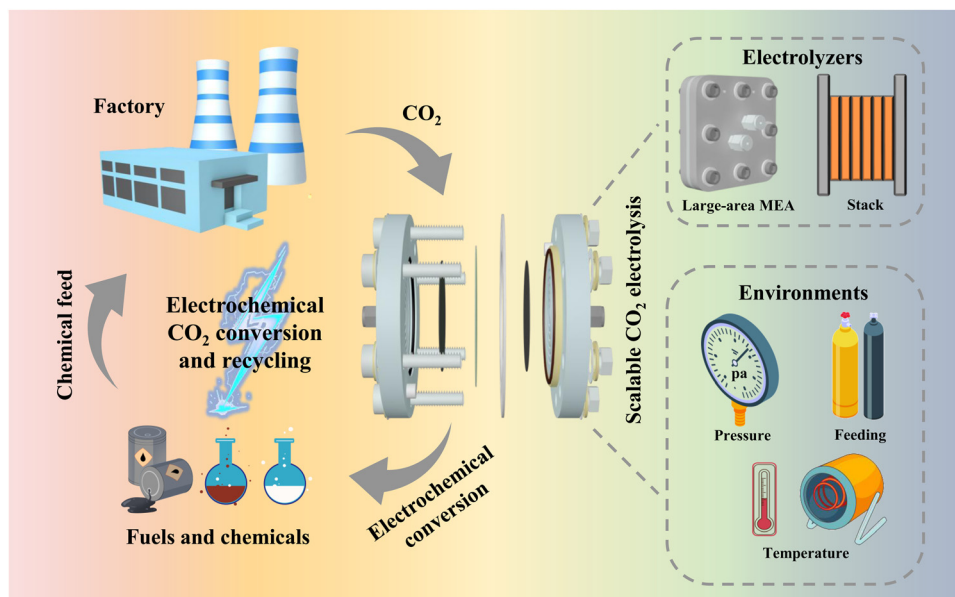 Factory
CO₂
Chemical feed
Electrochemical
CO₂ conversion
and recycling
Fuels and chemicals
Electrochemical
conversion
Scalable CO₂ electrolysis
Electrolyzers
Large-area MEA
Stack
Environments
pa
Pressure
Feeding
Temperature